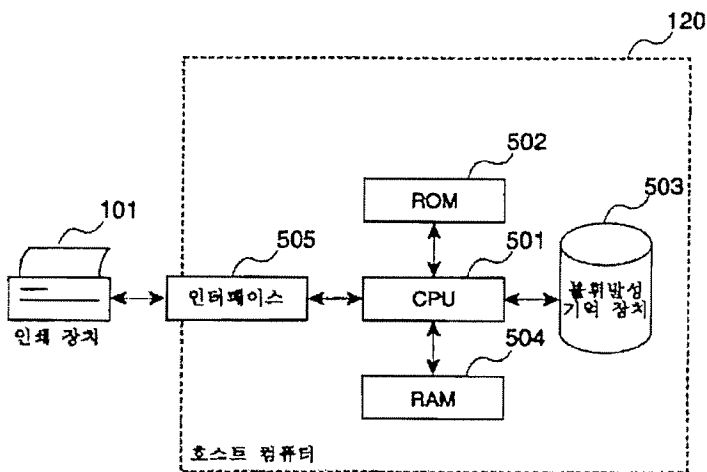 120
502
ROM
503
101
505
501
인터페이스
CPU
불휘발성
기억 장치
인쇄 장치
504
RAM
호스트 컴퓨터